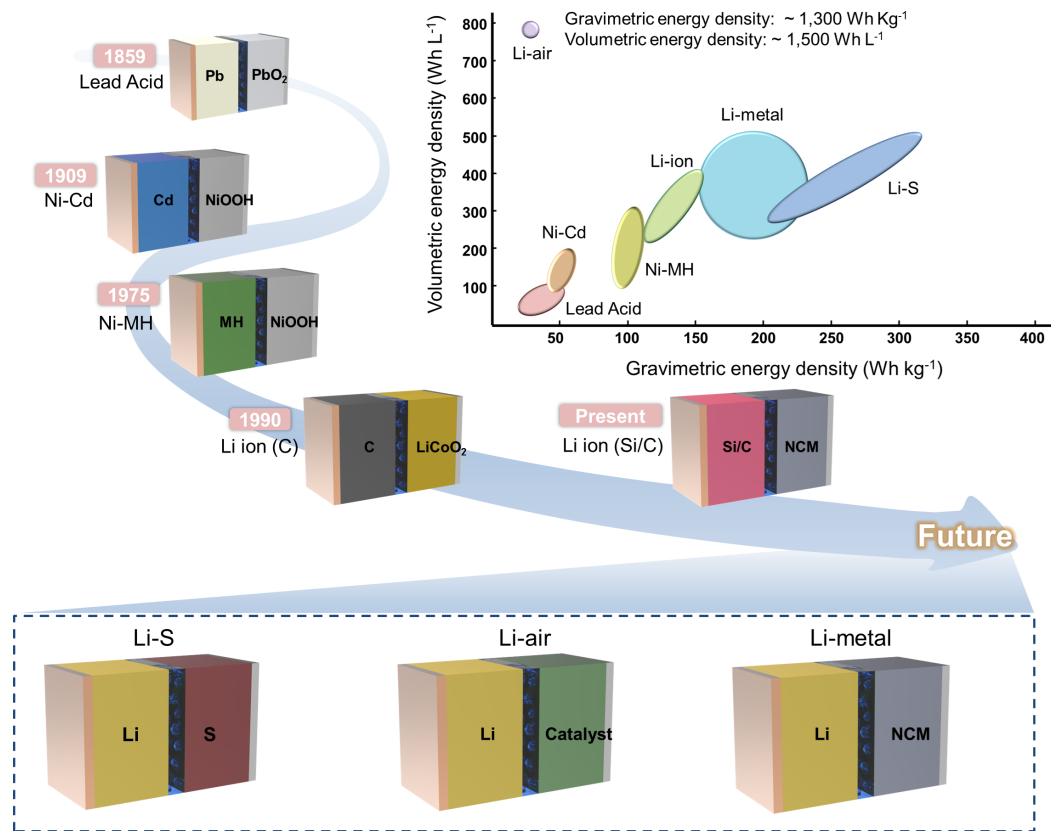 1859
Lead Acid
Pb
PbO₂
1909
Ni-Cd
Cd
NiOOH
1975
Ni-MH
MH
NiOOH
1990
Li ion (C)
C
LiCoO₂
Present
Li ion (Si/C)
Si/C
NCM
Future
Gravimetric energy density: ~ 1,300 Wh Kg⁻¹
Volumetric energy density: ~ 1,500 Wh L⁻¹
Li-air
Li-metal
Li-ion
Li-S
Ni-Cd
Ni-MH
Lead Acid
Volumetric energy density (Wh L⁻¹)
800
700
600
500
400
300
200
100
50
100
150
200
250
300
350
400
Gravimetric energy density (Wh kg⁻¹)
Li-S
Li
S
Li-air
Li
Catalyst
Li-metal
Li
NCM